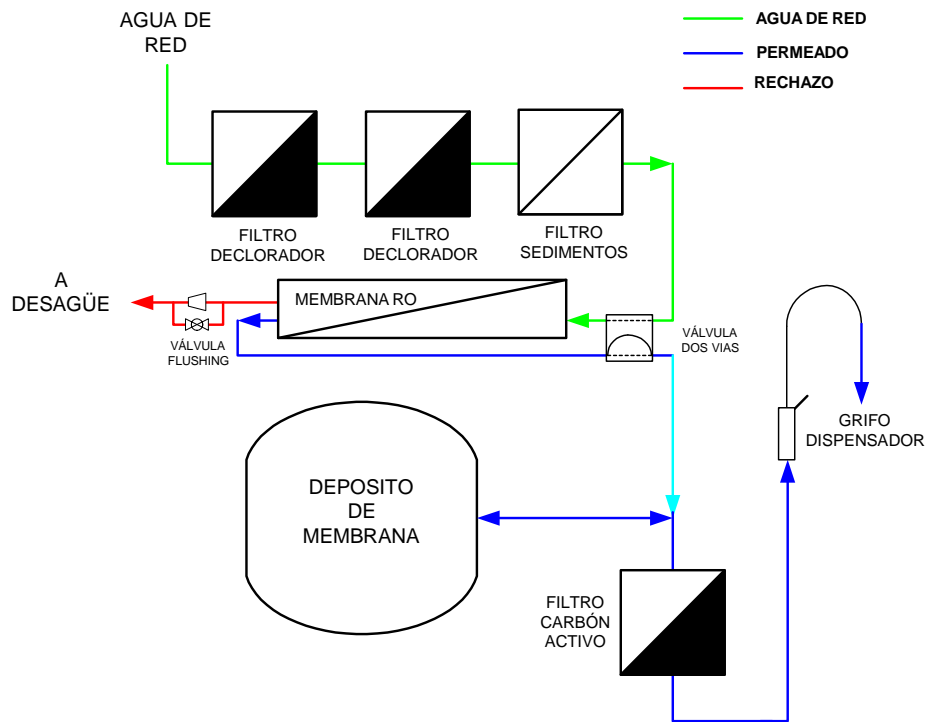 AGUA DE
RED
AGUA DE RED
PERMEADO
RECHAZO
FILTRO
DECLORADOR
FILTRO
DECLORADOR
FILTRO
SEDIMENTOS
A
DESAGÜE
MEMBRANA RO
VÁLVULA
FLUSHING
VÁLVULA
DOS VIAS
GRIFO
DISPENSADOR
DEPOSITO
DE
MEMBRANA
FILTRO
CARBÓN
ACTIVO